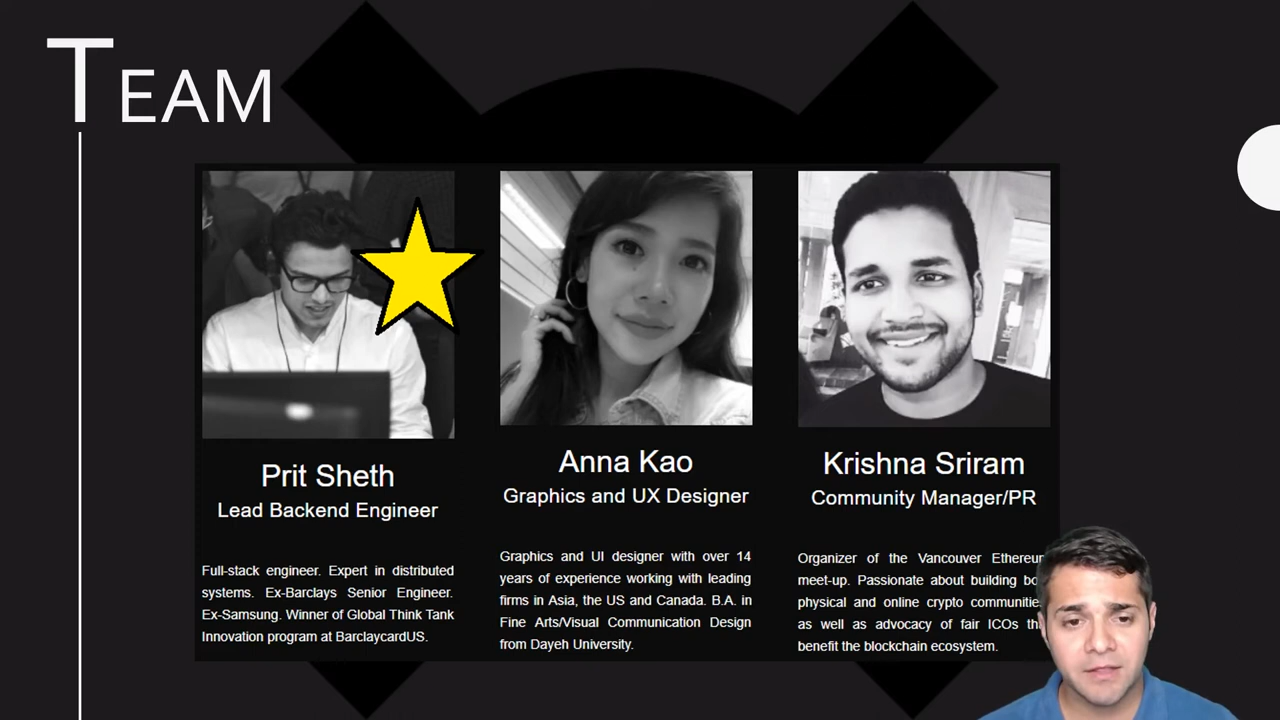 TEAM
Prit Sheth
Lead Backend Engineer
Full-stack engineer. Expert in distributed
systems. Ex-Barclays Senior Engineer.
Ex-Samsung. Winner of Global Think Tank
Innovation program at BarclaycardUS.
Anna Kao
Graphics and UX Designer
Graphics and UI designer with over 14
years of experience working with leading
firms in Asia, the US and Canada. B.A. in
Fine Arts/Visual Communication Design
from Dayeh University.
Krishna Sriram
Community Manager/PR
Organizer of the Vancouver Ethereum
meet-up. Passionate about building
physical and online crypto communities
as well as advocacy of fair ICOs
benefit the blockchain ecosystem.